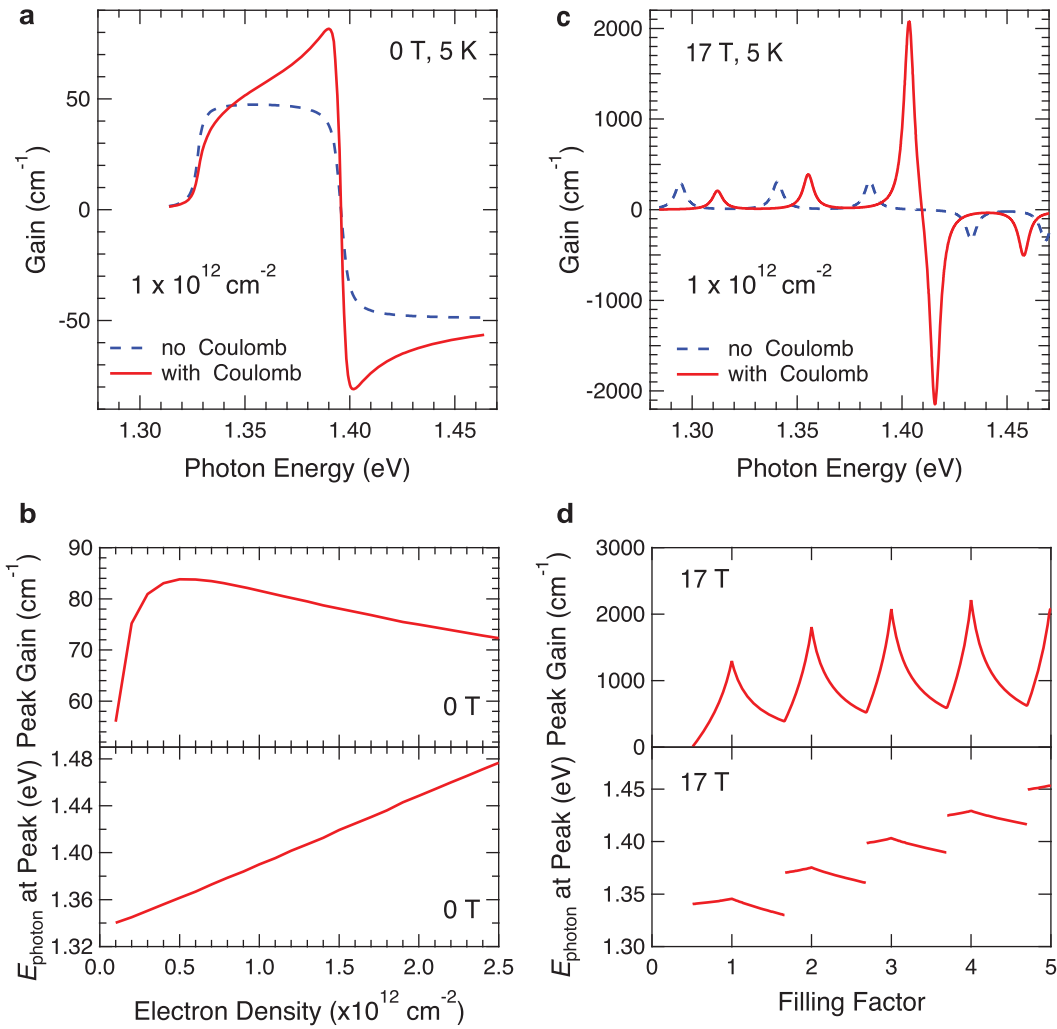 a
0 T, 5 K
50
0
-50
Gain (cm-1)
1 x 10^12 cm-2
no Coulomb
with Coulomb
1.30 1.35 1.40 1.45
Photon Energy (eV)
c
17 T, 5 K
2000
1000
0
-1000
-2000
Gain (cm-1)
1 x 10^12 cm-2
no Coulomb
with Coulomb
1.30 1.35 1.40 1.45
Photon Energy (eV)
b
90
80
70
60
Peak Gain (cm-1)
0 T
1.48
1.44
1.40
1.36
1.32
Ephoton at Peak (eV)
0 T
0.0 0.5 1.0 1.5 2.0 2.5
Electron Density (x10^12 cm-2)
d
17 T
3000
2000
1000
0
Peak Gain (cm-1)
17 T
1.45
1.40
1.35
1.30
Ephoton at Peak (eV)
0 1 2 3 4 5
Filling Factor